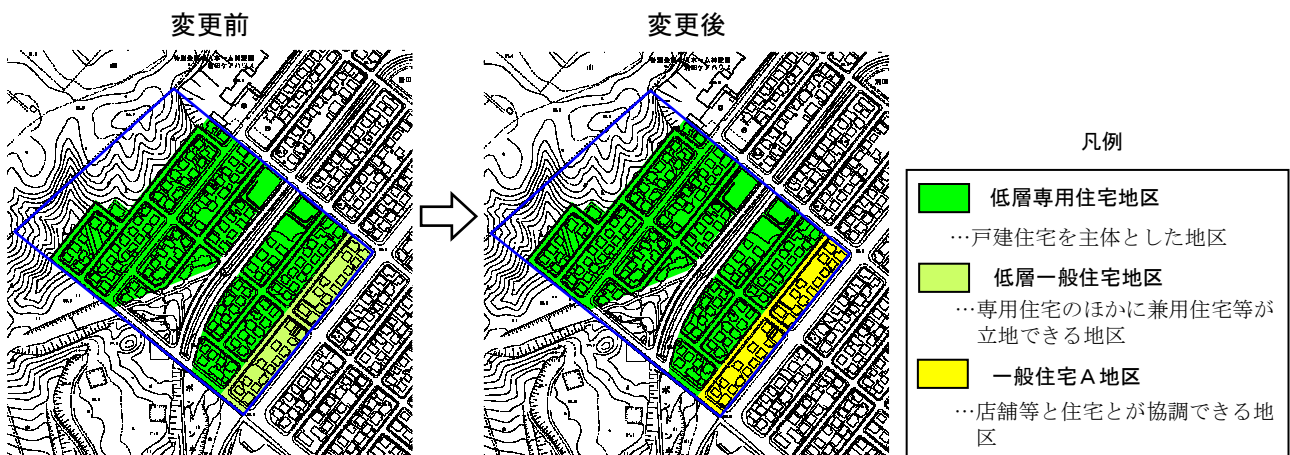 変更前
変更後
凡例
低層専用住宅地区
…戸建住宅を主体とした地区
低層一般住宅地区
…専用住宅のほかに兼用住宅等が
立地できる地区
一般住宅A地区
…店舗等と住宅とが協調できる地
区